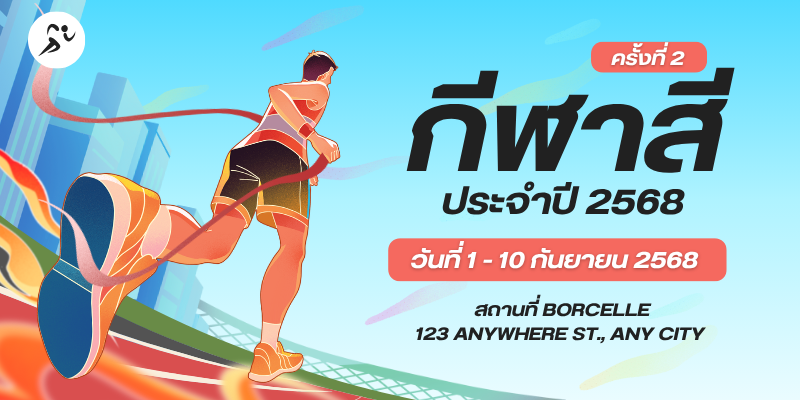 ครั้งที่ 2
กีฬาสี
ประจำปี 2568
วันที่ 1 - 10 กันยายน 2568
สถานที่ BORCELLE
123 ANYWHERE ST., ANY CITY